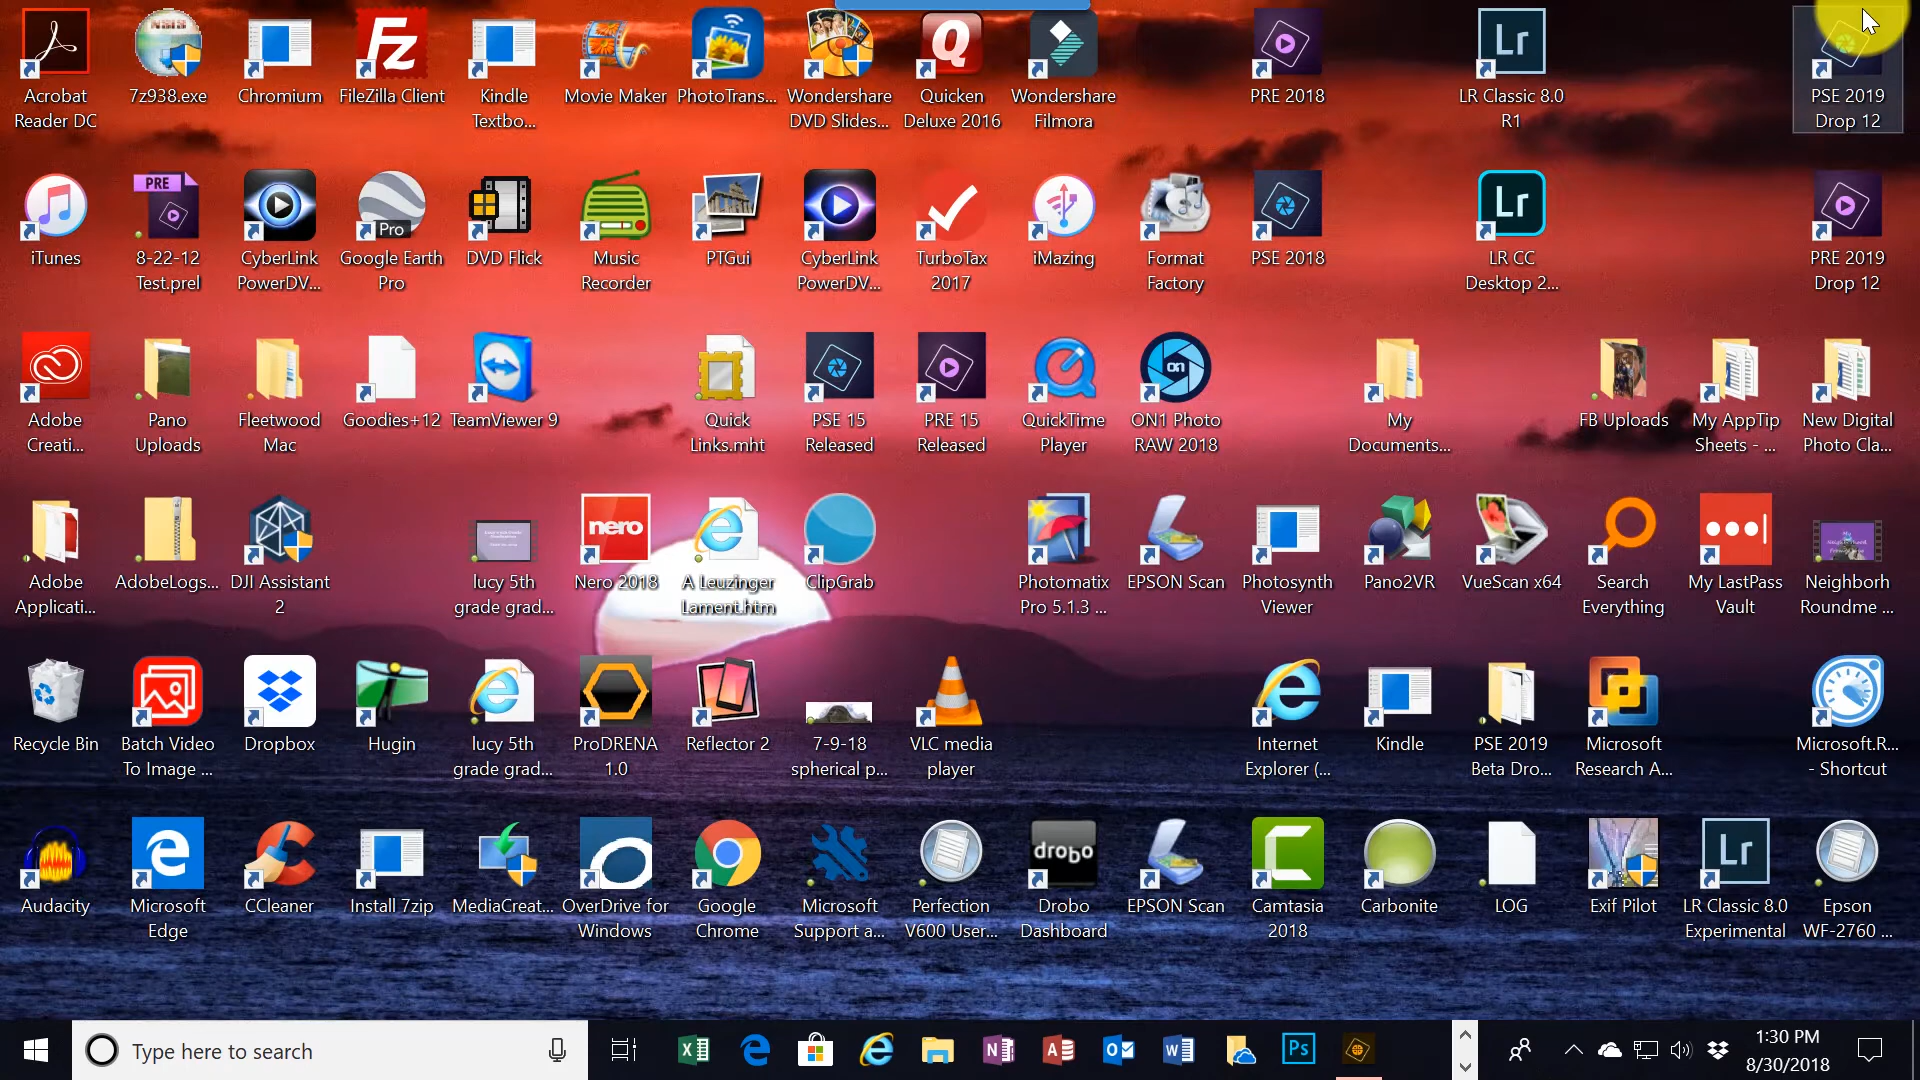 Acrobat
Reader DC
7z938.exe
Chromium
FileZilla Client
Kindle
Textbo...
Movie Maker
PhotoTrans...
Wondershare
DVD Slides...
Quicken
Deluxe 2016
Wondershare
Filmora
PRE 2018
Lr
LR Classic 8.0
R1
PSE 2019
Drop 12
iTunes
PRE
8-22-12
Test.prel
CyberLink
PowerDV...
Pro
Google Earth
Pro
DVD Flick
Music
Recorder
PTGui
CyberLink
PowerDV...
TurboTax
2017
iMazing
Format
Factory
PSE 2018
Lr
LR CC
Desktop 2...
PRE 2019
Drop 12
Adobe
Creati...
Pano
Uploads
Fleetwood
Mac
Goodies+12
TeamViewer 9
Quick
Links.mht
PSE 15
Released
PRE 15
Released
QuickTime
Player
ON
ON1 Photo
RAW 2018
My
Documents...
FB Uploads
My AppTip
Sheets - ...
New Digital
Photo Cla...
Adobe
Applicati...
AdobeLogs...
DJI Assistant
2
lucy 5th
grade grad...
nero
Nero 2018
A Leuzinger
Lament.htm
ClipGrab
Photomatix
Pro 5.1.3 ...
EPSON Scan
Photosynth
Viewer
Pano2VR
VueScan x64
Search
Everything
My LastPass
Vault
Neighborh
Roundme ...
Recycle Bin
Batch Video
To Image ...
Dropbox
Hugin
lucy 5th
grade grad...
ProDRENA
1.0
Reflector 2
7-9-18
spherical p...
VLC media
player
Internet
Explorer (...
Kindle
PSE 2019
Beta Dro...
Microsoft
Research A...
Microsoft.R...
- Shortcut
Audacity
Microsoft
Edge
CCleaner
Install 7zip
MediaCreat...
OverDrive for
Windows
Google
Chrome
Microsoft
Support a...
Perfection
V600 User...
drobo
Drobo
Dashboard
EPSON Scan
Camtasia
2018
Carbonite
LOG
Exif Pilot
Lr
LR Classic 8.0
Experimental
Epson
WF-2760 ...
Type here to search
Ps
1:30 PM
8/30/2018